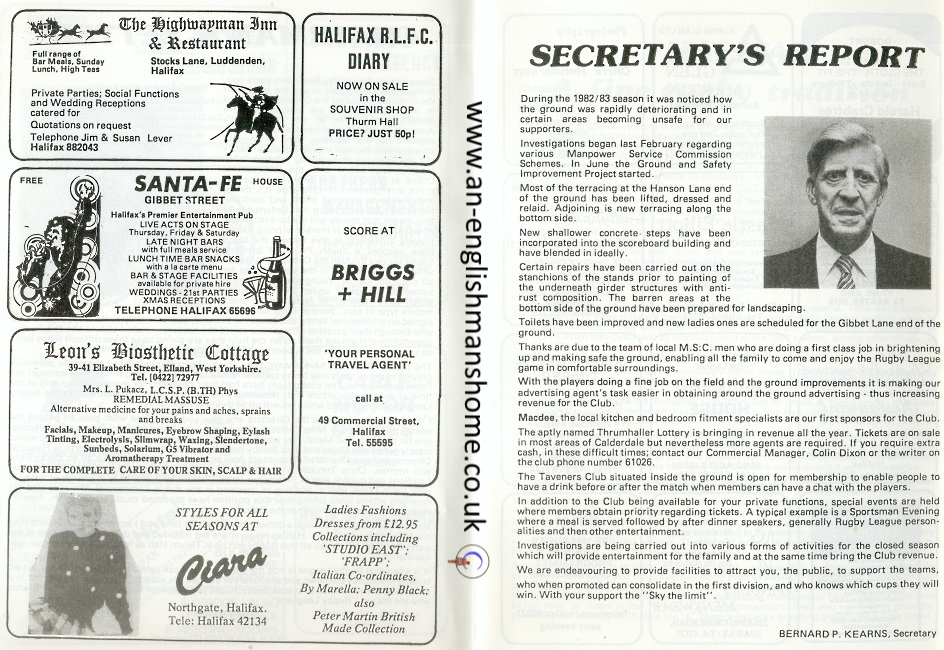 The Highwayman Inn
& Restaurant
Full range of
Bar Meals, Sunday
Lunch, High Teas
Stocks Lane, Luddenden,
Halifax
Private Parties; Social Functions
and Wedding Receptions
catered for
Quotations on request
Telephone Jim & Susan Lever
Halifax 882043
HALIFAX R.L.F.C.
DIARY
NOW ON SALE
in the
SOUVENIR SHOP
Thurm Hall
PRICE? JUST 50p!
FREE
SANTA-FE
HOUSE
GIBBET STREET
Halifax's Premier Entertainment Pub
LIVE ACTS ON STAGE
Thursday, Friday & Saturday
LATE NIGHT BARS
with full meals service
LUNCH TIME BAR SNACKS
with a la carte menu
BAR & STAGE FACILITIES
available for private hire
WEDDINGS - 21st PARTIES
XMAS RECEPTIONS
TELEPHONE HALIFAX 65696
SCORE AT
BRIGGS
+ HILL
'YOUR PERSONAL
TRAVEL AGENT'
call at
49 Commercial Street,
Halifax
Tel. 55595
Leon's Biosthetic Cottage
39-41 Elizabeth Street, Elland, West Yorkshire.
Tel. [0422] 72977
Mrs. L. Pukacz, L.C.S.P. (B.TH) Phys
REMEDIAL MASSUSE
Alternative medicine for your pains and aches, sprains
and breaks
Facials, Makeup, Manicures, Eyebrow Shaping, Eylash
Tinting, Electrolysis, Slimwrap, Waxing, Slendertone,
Sunbeds, Solarium, G5 Vibrator and
Aromatherapy Treatment
FOR THE COMPLETE CARE OF YOUR SKIN, SCALP & HAIR
STYLES FOR ALL
SEASONS AT
Ciara
Northgate, Halifax.
Tele: Halifax 42134
Ladies Fashions
Dresses from £12.95
Collections including
'STUDIO EAST';
'FRAPP';
Italian Co-ordinates,
By Marella; Penny Black;
also
Peter Martin British
Made Collection
www.an-englishmanshome.co.uk
SECRETARY'S REPORT
During the 1982/83 season it was noticed how
the ground was rapidly deteriorating and in
certain areas becoming unsafe for our
supporters.
Investigations began last February regarding
various Manpower Service Commission
Schemes. In June the Ground and Safety
Improvement Project started.
Most of the terracing at the Hanson Lane end
of the ground has been lifted, dressed and
relaid. Adjoining is new terracing along the
bottom side.
New shallower concrete steps have been
incorporated into the scoreboard building and
have blended in ideally.
Certain repairs have been carried out on the
stanchions of the stands prior to painting of
the underneath girder structures with anti-
rust composition. The barren areas at the
bottom side of the ground have been prepared for landscaping.
Toilets have been improved and new ladies ones are scheduled for the Gibbet Lane end of the
ground.
Thanks are due to the team of local M.S.C. men who are doing a first class job in brightening
up and making safe the ground, enabling all the family to come and enjoy the Rugby League
game in comfortable surroundings.
With the players doing a fine job on the field and the ground improvements it is making our
advertising agent's task easier in obtaining around the ground advertising - thus increasing
revenue for the Club.
Macdee, the local kitchen and bedroom fitment specialists are our first sponsors for the Club.
The aptly named Thrumhaller Lottery is bringing in revenue all the year. Tickets are on sale
in most areas of Calderdale but nevertheless more agents are required. If you require extra
cash, in these difficult times; contact our Commercial Manager, Colin Dixon or the writer on
the club phone number 61026.
The Taveners Club situated inside the ground is open for membership to enable people to
have a drink before or after the match when members can have a chat with the players.
In addition to the Club being available for your private functions, special events are held
where members obtain priority regarding tickets. A typical example is a Sportsman Evening
where a meal is served followed by after dinner speakers, generally Rugby League person-
alities and then other entertainment.
Investigations are being carried out into various forms of activities for the closed season
which will provide entertainment for the family and at the same time bring the Club revenue.
We are endeavouring to provide facilities to attract you, the public, to support the teams,
who when promoted can consolidate in the first division, and who knows which cups they will
win. With your support the "Sky the limit".
BERNARD P. KEARNS, Secretary